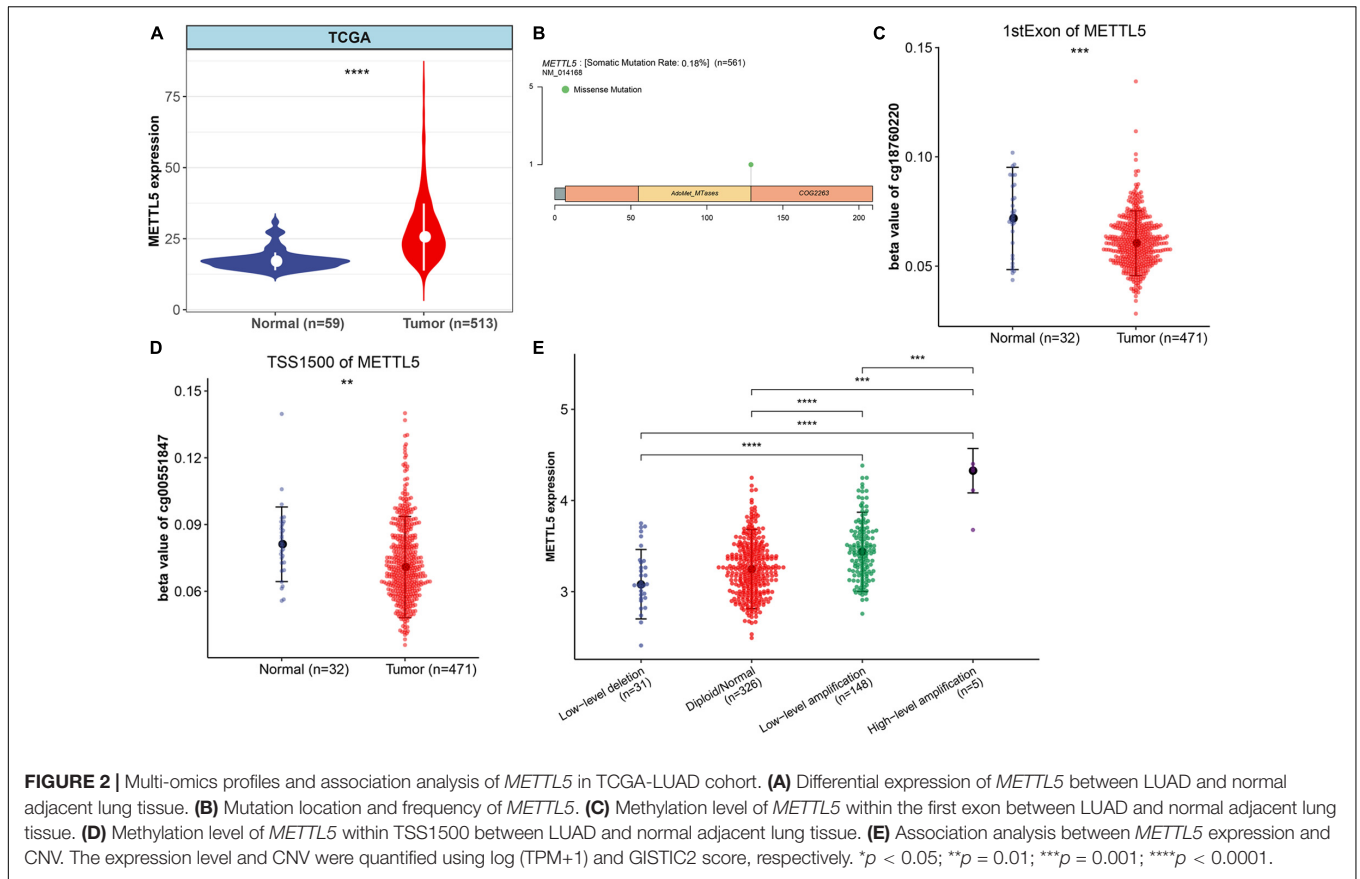 A
TCGA
****
METTL5 expression
75
50
25
0
Normal (n=59)
Tumor (n=513)
B
METTL5 : [Somatic Mutation Rate: 0.18%] (n=561)
NM_014168
5
Missense Mutation
1
AdoMet_MTases
COG2263
0
50
100
150
200
C
1stExon of METTL5
***
beta value of cg18760220
0.15
0.10
0.05
Normal (n=32)
Tumor (n=471)
D
TSS1500 of METTL5
**
beta value of cg00551847
0.15
0.12
0.09
0.06
Normal (n=32)
Tumor (n=471)
E
***
***
****
****
****
METTL5 expression
5
4
3
Low−level deletion
(n=31)
Diploid/Normal
(n=326)
Low−level amplification
(n=148)
High−level amplification
(n=5)
FIGURE 2 | Multi-omics profiles and association analysis of METTL5 in TCGA-LUAD cohort. (A) Differential expression of METTL5 between LUAD and normal
adjacent lung tissue. (B) Mutation location and frequency of METTL5. (C) Methylation level of METTL5 within the first exon between LUAD and normal adjacent lung
tissue. (D) Methylation level of METTL5 within TSS1500 between LUAD and normal adjacent lung tissue. (E) Association analysis between METTL5 expression and
CNV. The expression level and CNV were quantified using log (TPM+1) and GISTIC2 score, respectively. *p < 0.05; **p = 0.01; ***p = 0.001; ****p < 0.0001.